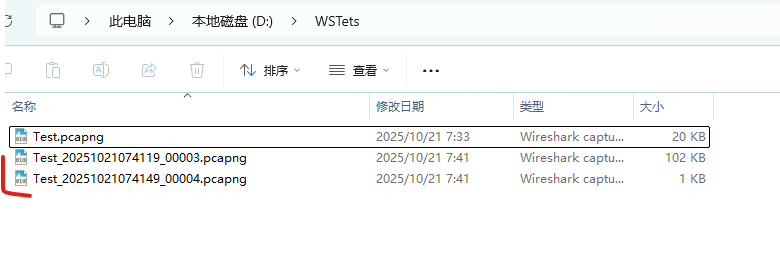 此电脑 本地磁盘 (D:) WSTets
排序 查看
名称 修改日期 类型 大小
Test.pcapng 2025/10/21 7:33 Wireshark captu... 20 KB
Test_20251021074119_00003.pcapng 2025/10/21 7:41 Wireshark captu... 102 KB
Test_20251021074149_00004.pcapng 2025/10/21 7:41 Wireshark captu... 1 KB